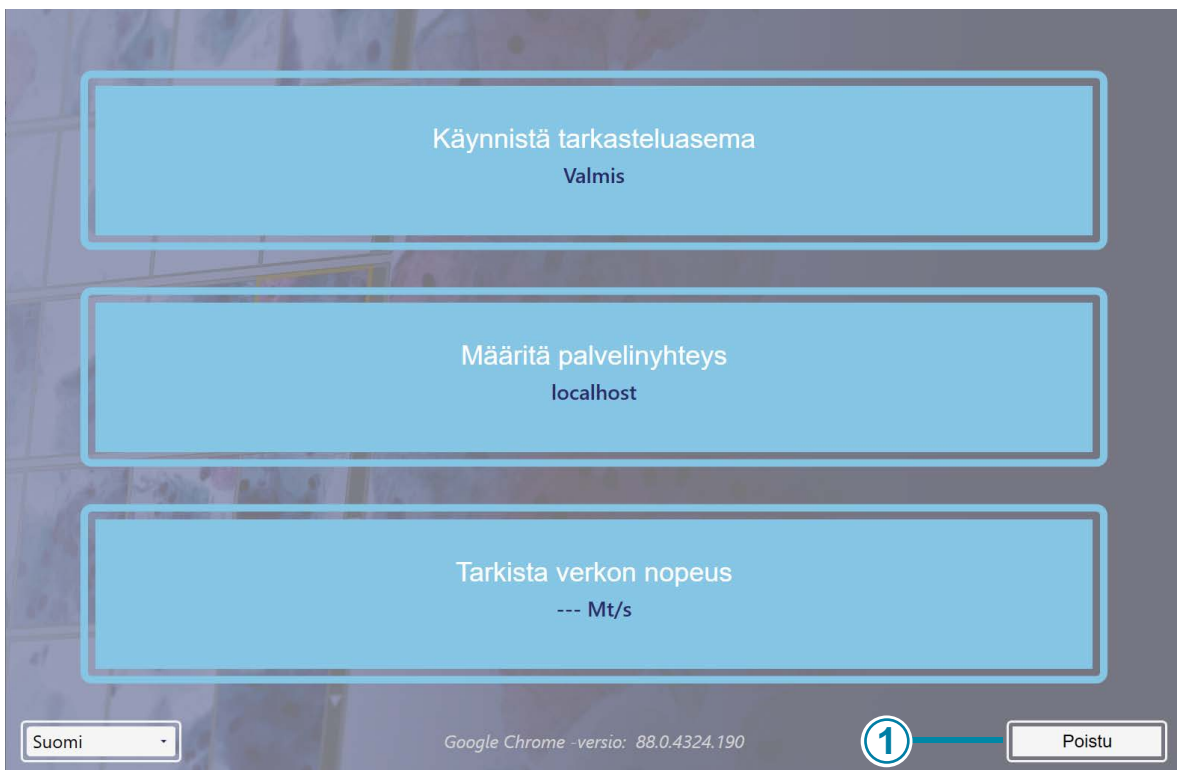 Käynnistä tarkasteluasema
Valmis
Määritä palvelinyhteys
localhost
Tarkista verkon nopeus
--- Mt/s
Suomi
Google Chrome -versio: 88.0.4324.190
1
Poistu